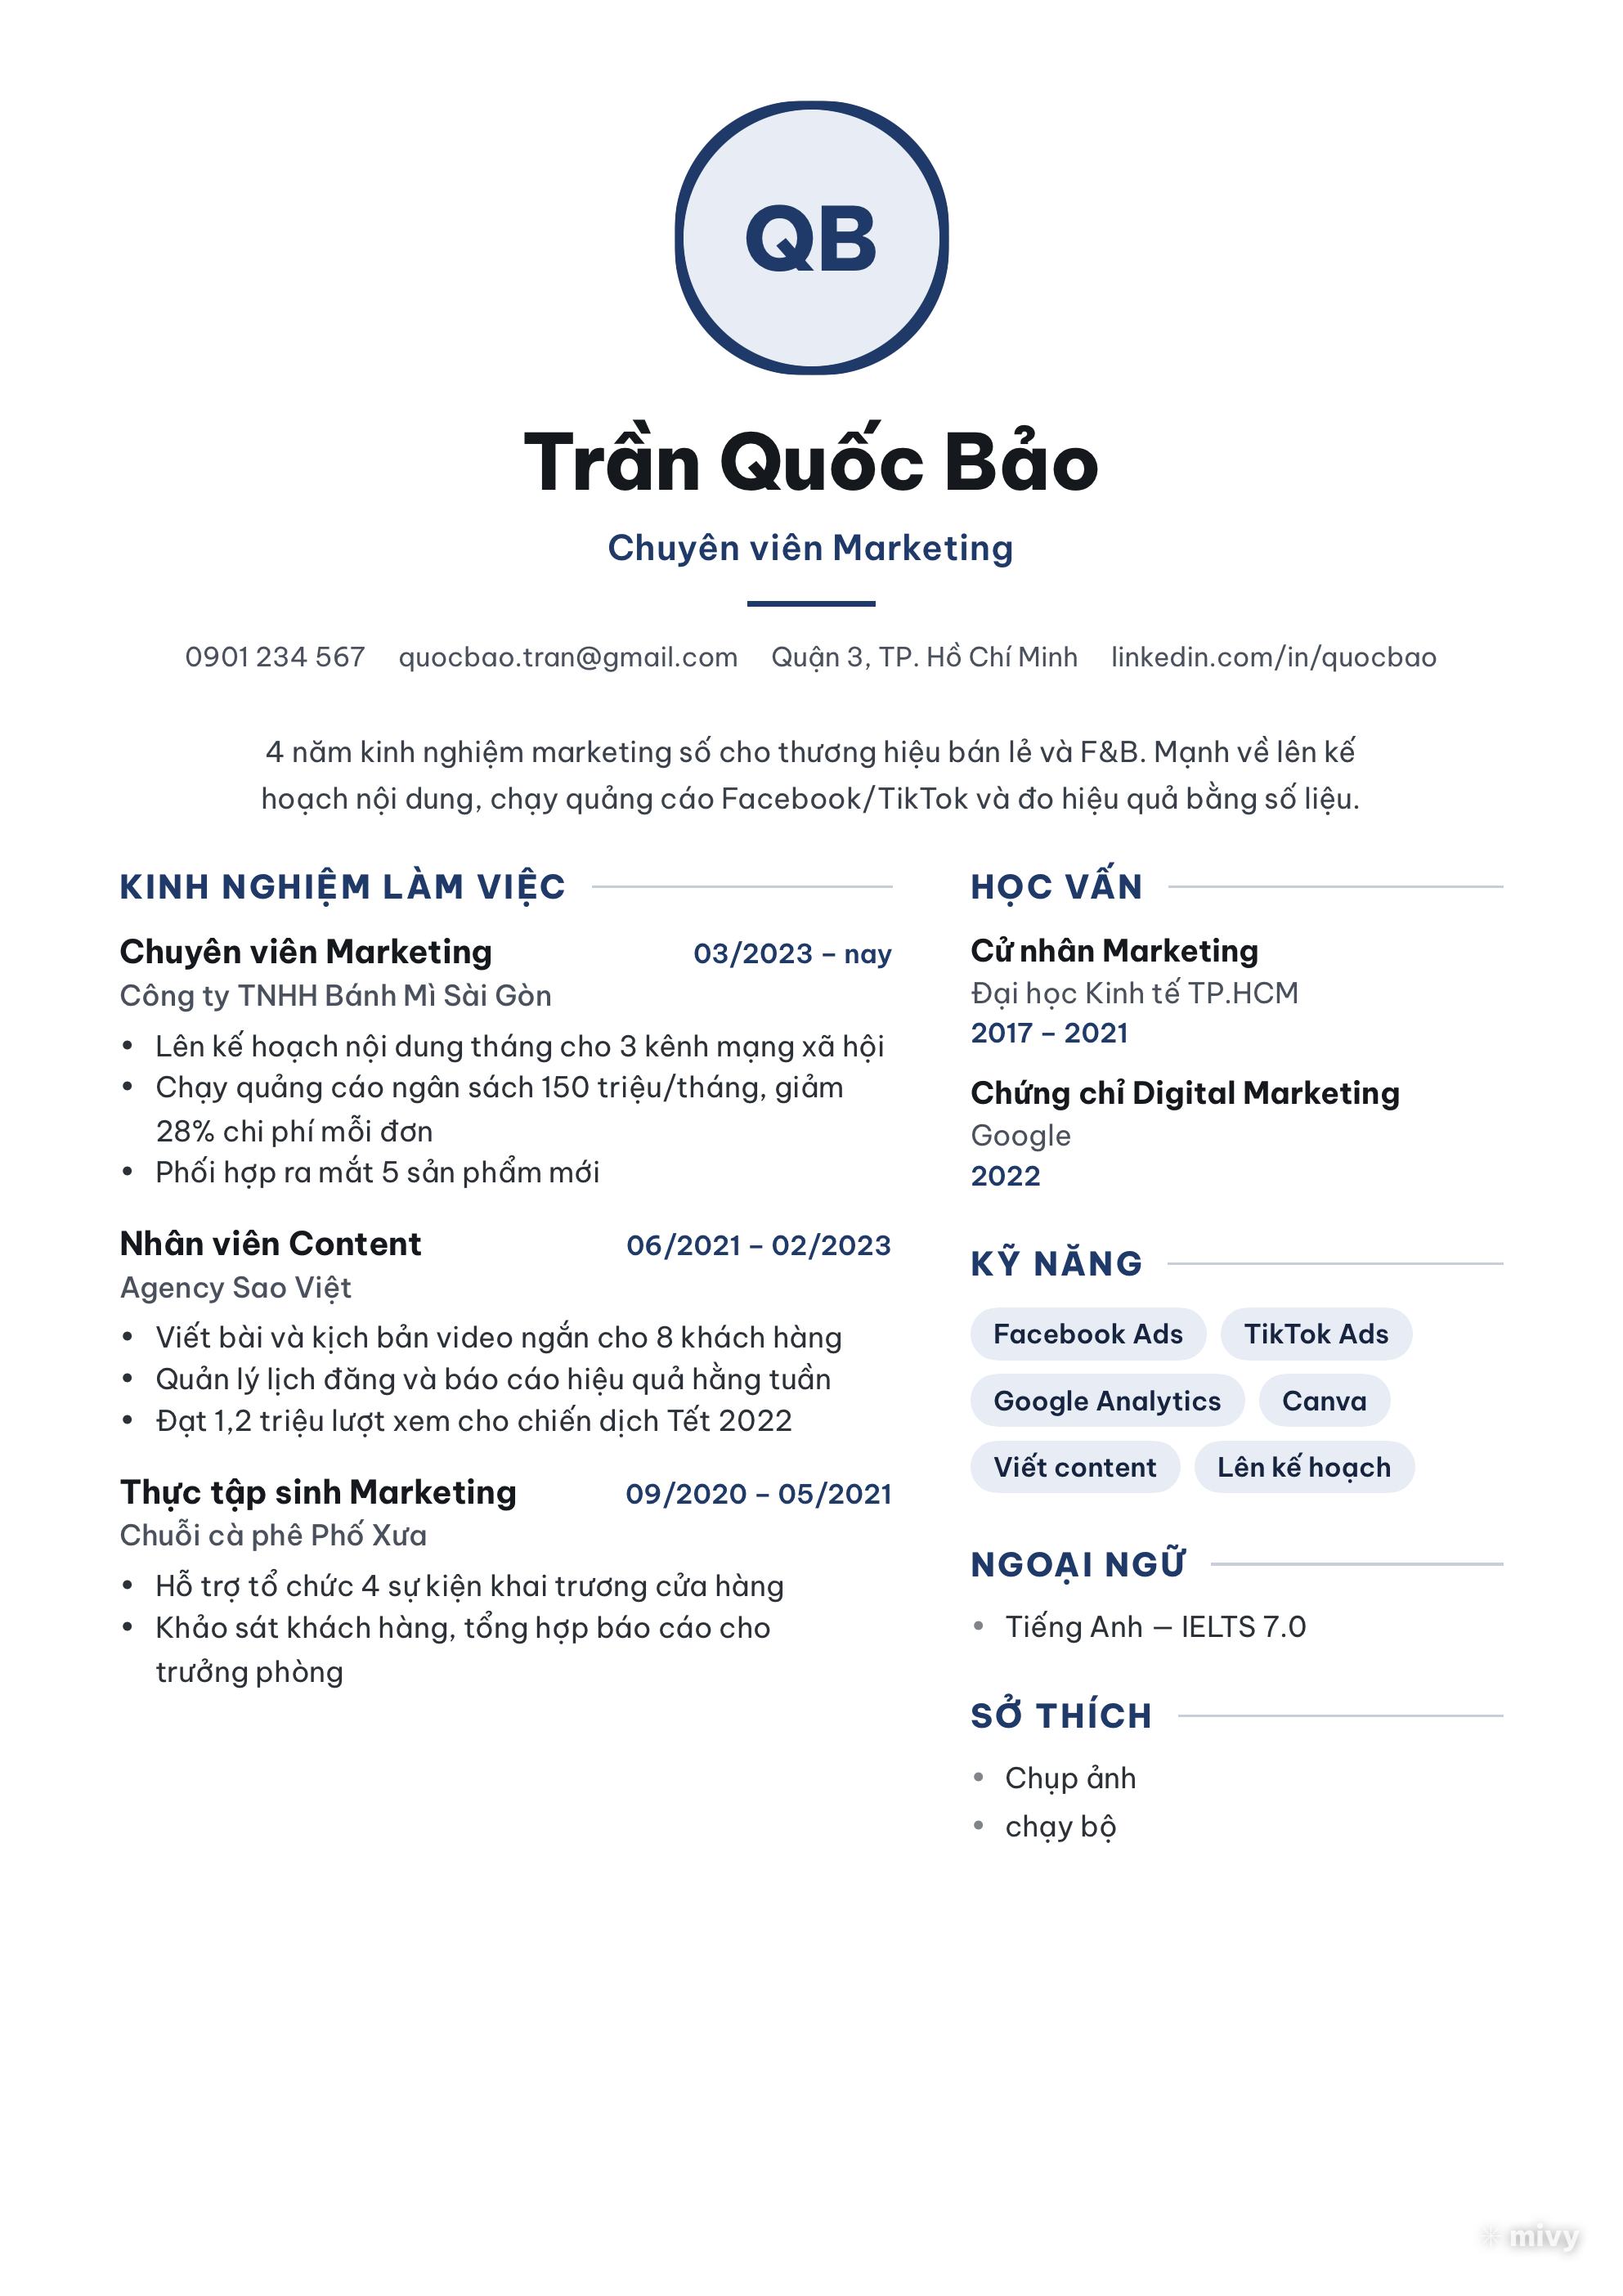 QB
Trần Quốc Bảo
Chuyên viên Marketing
0901 234 567 quocbao.tran@gmail.com Quận 3, TP. Hồ Chí Minh linkedin.com/in/quocbao
4 năm kinh nghiệm marketing số cho thương hiệu bán lẻ và F&B. Mạnh về lên kế
hoạch nội dung, chạy quảng cáo Facebook/TikTok và đo hiệu quả bằng số liệu.
KINH NGHIỆM LÀM VIỆC
Chuyên viên Marketing 03/2023 – nay
Công ty TNHH Bánh Mì Sài Gòn
• Lên kế hoạch nội dung tháng cho 3 kênh mạng xã hội
• Chạy quảng cáo ngân sách 150 triệu/tháng, giảm
28% chi phí mỗi đơn
• Phối hợp ra mắt 5 sản phẩm mới
Nhân viên Content 06/2021 – 02/2023
Agency Sao Việt
• Viết bài và kịch bản video ngắn cho 8 khách hàng
• Quản lý lịch đăng và báo cáo hiệu quả hằng tuần
• Đạt 1,2 triệu lượt xem cho chiến dịch Tết 2022
Thực tập sinh Marketing 09/2020 – 05/2021
Chuỗi cà phê Phố Xưa
• Hỗ trợ tổ chức 4 sự kiện khai trương cửa hàng
• Khảo sát khách hàng, tổng hợp báo cáo cho
trưởng phòng
HỌC VẤN
Cử nhân Marketing
Đại học Kinh tế TP.HCM
2017 – 2021
Chứng chỉ Digital Marketing
Google
2022
KỸ NĂNG
Facebook Ads TikTok Ads
Google Analytics Canva
Viết content Lên kế hoạch
NGOẠI NGỮ
• Tiếng Anh — IELTS 7.0
SỞ THÍCH
• Chụp ảnh
• chạy bộ
mivy